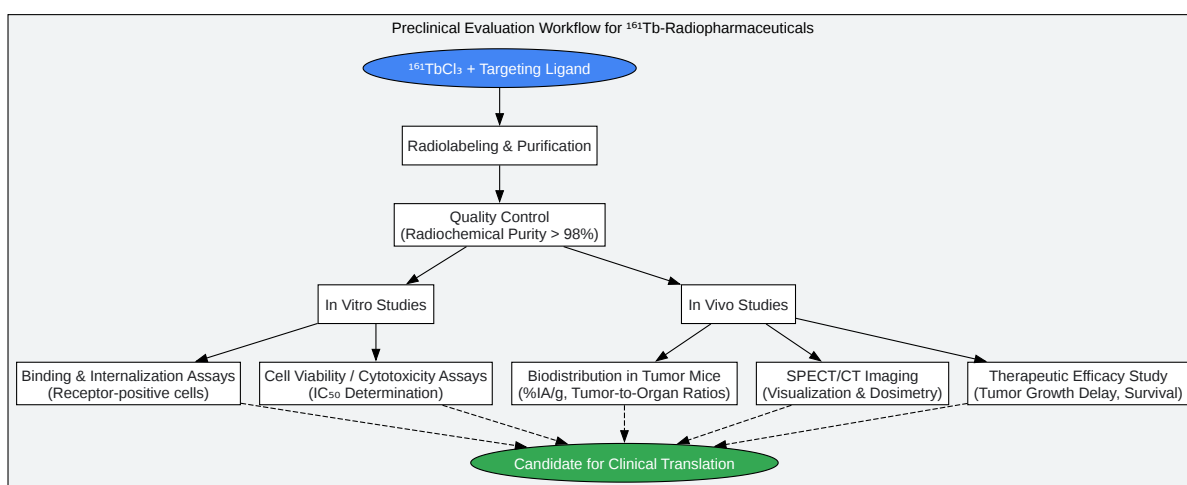 Preclinical Evaluation Workflow for ¹⁶¹Tb-Radiopharmaceuticals
¹⁶¹TbCl₃ + Targeting Ligand
Radiolabeling & Purification
Quality Control
(Radiochemical Purity > 98%)
In Vitro Studies
In Vivo Studies
Binding & Internalization Assays
(Receptor-positive cells)
Cell Viability / Cytotoxicity Assays
(IC₅₀ Determination)
Biodistribution in Tumor Mice
(%IA/g, Tumor-to-Organ Ratios)
SPECT/CT Imaging
(Visualization & Dosimetry)
Therapeutic Efficacy Study
(Tumor Growth Delay, Survival)
Candidate for Clinical Translation